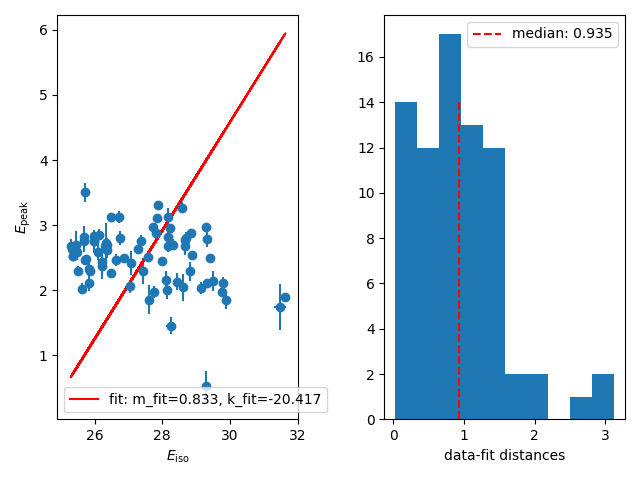 6
5
4
3
2
1
E_peak
fit: m_fit=0.833, k_fit=-20.417
26 28 30 32
E_iso
median: 0.935
16
14
12
10
8
6
4
2
0
0 1 2 3
data-fit distances